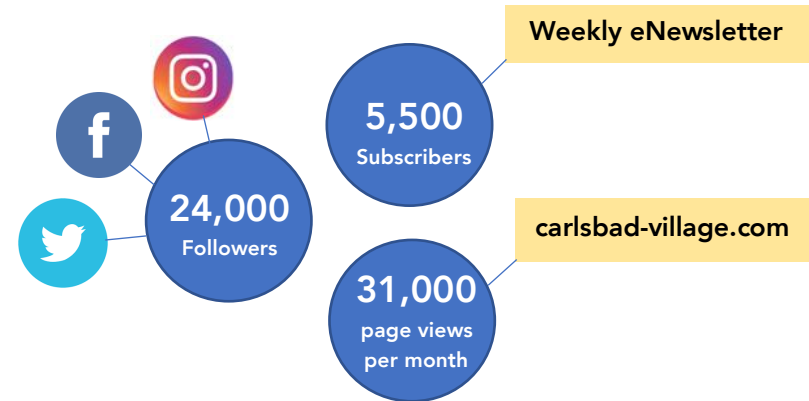 24,000
Followers
5,500
Subscribers
Weekly eNewsletter
31,000
page views
per month
carlsbad-village.com